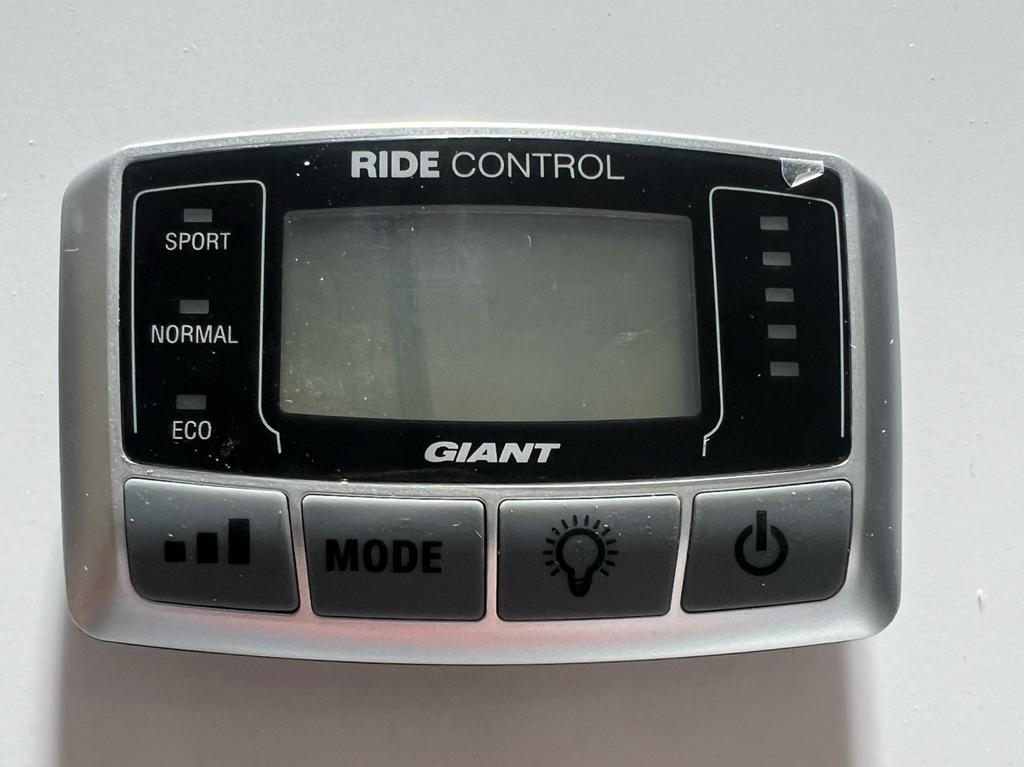 RIDE CONTROL
SPORT
NORMAL
ECO
GIANT
MODE